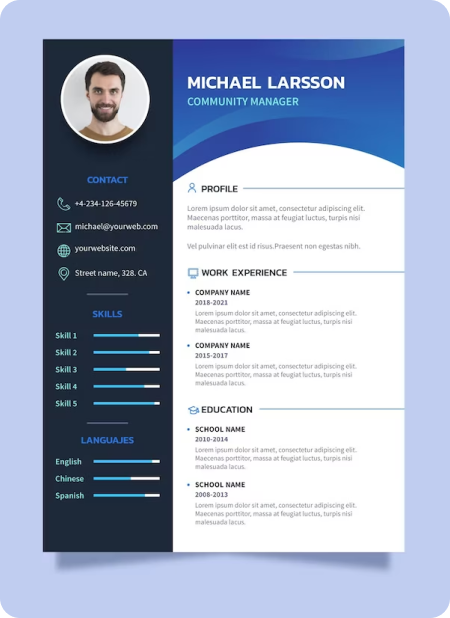 MICHAEL LARSSON
COMMUNITY MANAGER
CONTACT
+4-234-126-45679
michael@yourweb.com
yourwebsite.com
Street name, 328. CA
SKILLS
Skill 1
Skill 2
Skill 3
Skill 4
Skill 5
LANGUAJES
English
Chinese
Spanish
PROFILE
Lorem ipsum dolor sit amet, consectetur adipiscing elit.
Maecenas porttitor, massa at feugiat luctus, turpis nisi
malesuada lacus.
Vel pulvinar elit est id risus.Praesent non egestas nibh.
WORK EXPERIENCE
COMPANY NAME
2018-2021
Lorem ipsum dolor sit amet, consectetur adipiscing elit.
Maecenas porttitor, massa at feugiat luctus, turpis nisi
malesuada lacus.
COMPANY NAME
2015-2017
Lorem ipsum dolor sit amet, consectetur adipiscing elit.
Maecenas porttitor, massa at feugiat luctus, turpis nisi
malesuada lacus.
EDUCATION
SCHOOL NAME
2010-2014
Lorem ipsum dolor sit amet, consectetur adipiscing elit.
Maecenas porttitor, massa at feugiat luctus, turpis nisi
malesuada lacus.
SCHOOL NAME
2008-2013
Lorem ipsum dolor sit amet, consectetur adipiscing elit.
Maecenas porttitor, massa at feugiat luctus, turpis nisi
malesuada lacus.